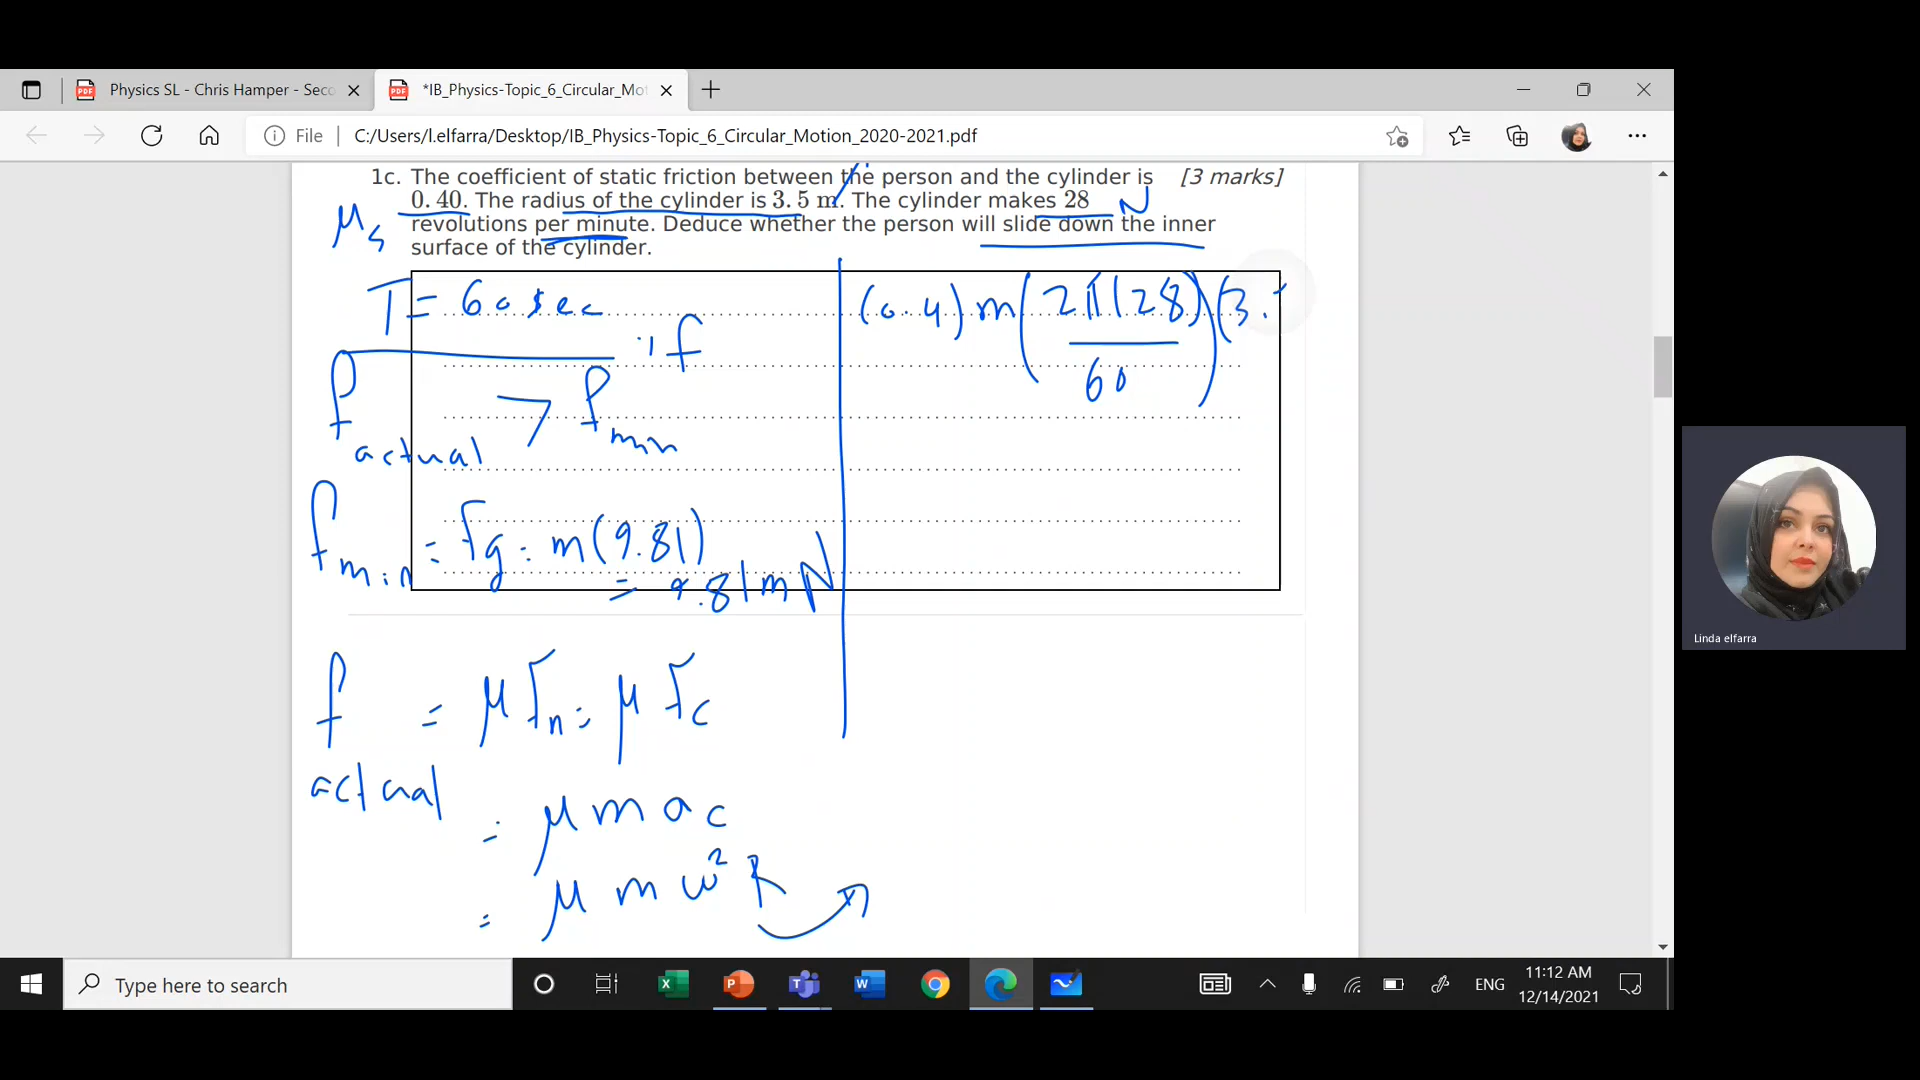 Physics SL - Chris Hamper - Seco
*IB_Physics-Topic_6_Circular_Mot
File
C:/Users/l.elfarra/Desktop/IB_Physics-Topic_6_Circular_Motion_2020-2021.pdf
1c. The coefficient of static friction between the person and the cylinder is [3 marks]
0.40. The radius of the cylinder is 3.5 m. The cylinder makes 28 N
μs
revolutions per minute. Deduce whether the person will slide down the inner
surface of the cylinder.
T = 60 sec
if
f actual > f min
f min = Fg = m(9.81)
= 9.81 m N
f actual = μ Fn = μ Fc
= μ m ac
= μ m ω² R
(0.4) m (2π(28)/60) (3.
Linda elfarra
Type here to search
ENG
11:12 AM
12/14/2021